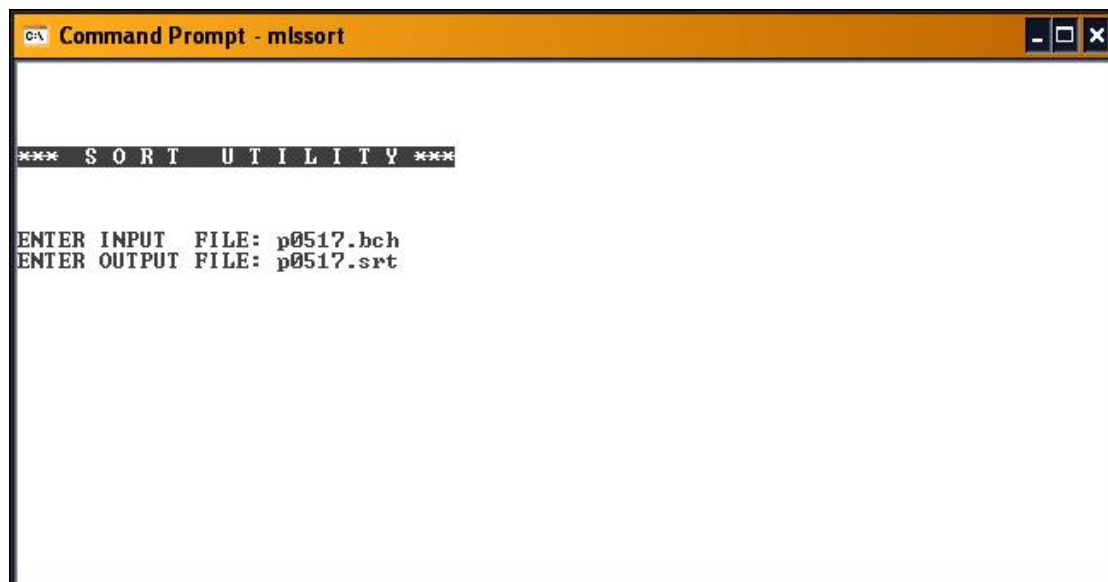 Command Prompt - mlssort
*** S O R T U T I L I T Y ***
ENTER INPUT FILE: p0517.bch
ENTER OUTPUT FILE: p0517.srt